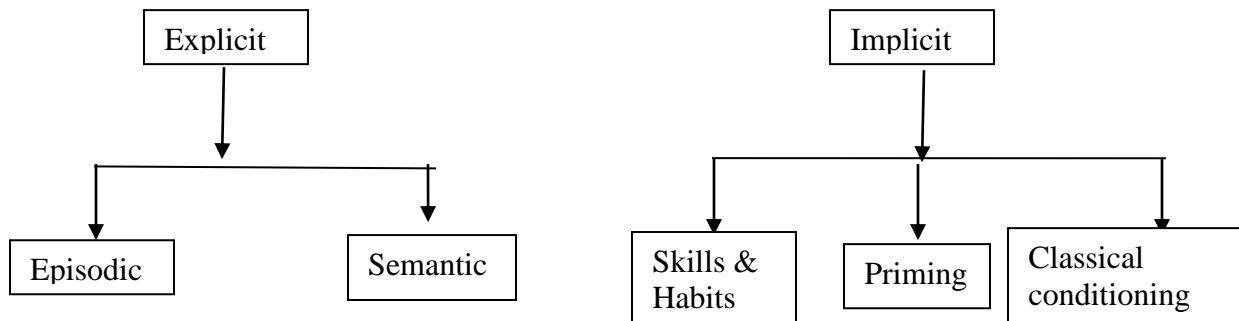 Explicit
Implicit
Episodic
Semantic
Skills &
Habits
Priming
Classical
conditioning